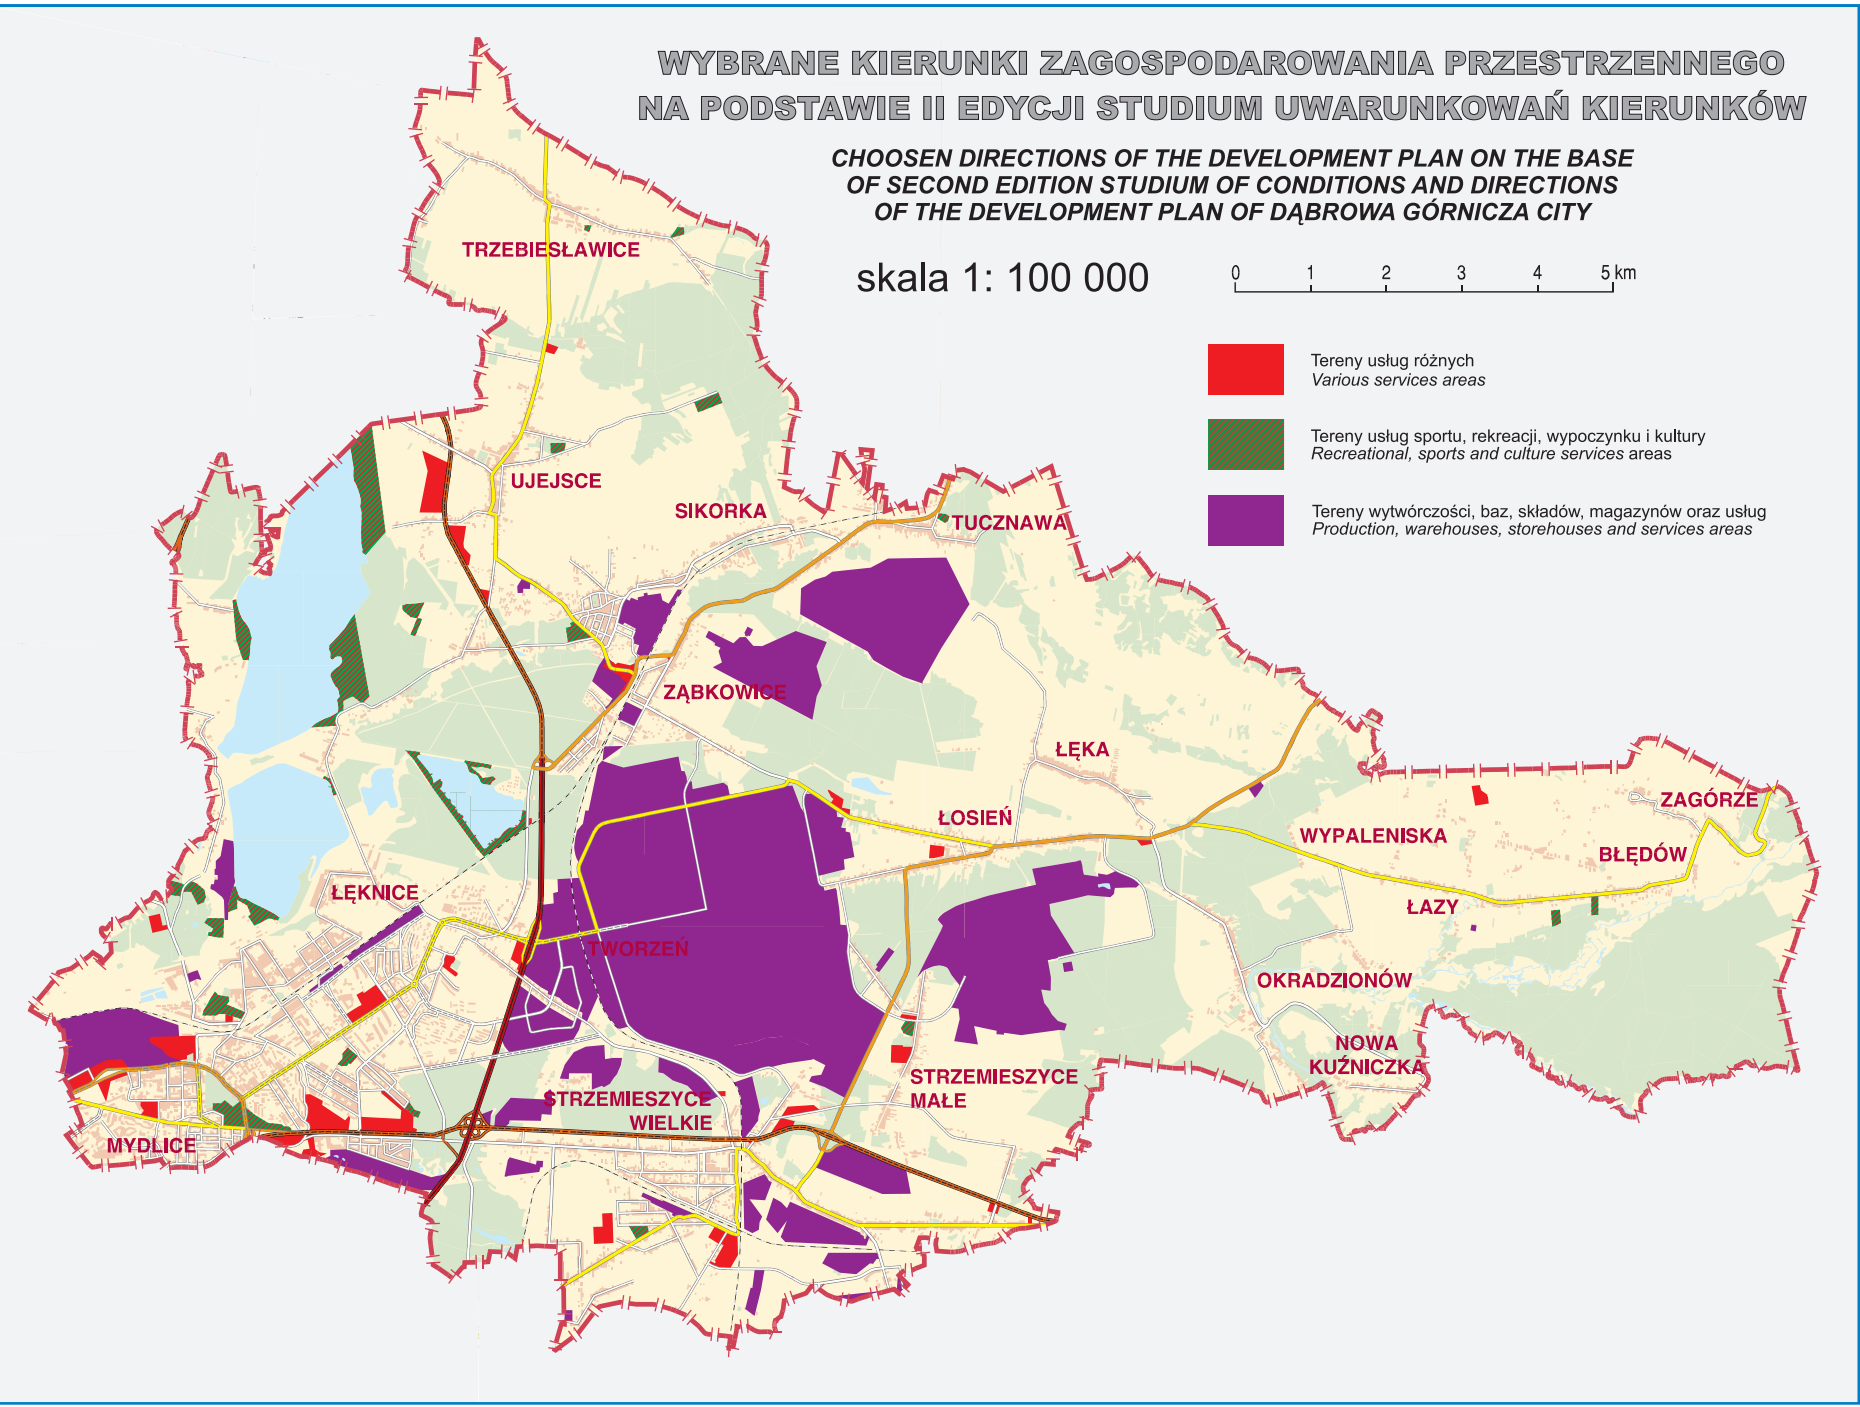 WYBRANE KIERUNKI ZAGOSPODAROWANIA PRZESTRZENNEGO
NA PODSTAWIE II EDYCJI STUDIUM UWARUNKOWAŃ KIERUNKÓW
CHOOSEN DIRECTIONS OF THE DEVELOPMENT PLAN ON THE BASE
OF SECOND EDITION STUDIUM OF CONDITIONS AND DIRECTIONS
OF THE DEVELOPMENT PLAN OF DĄBROWA GÓRNICZA CITY
skala 1: 100 000
0 1 2 3 4 5 km
Tereny usług różnych
Various services areas
Tereny usług sportu, rekreacji, wypoczynku i kultury
Recreational, sports and culture services areas
Tereny wytwórczości, baz, składów, magazynów oraz usług
Production, warehouses, storehouses and services areas
TRZEBIESŁAWICE
UJEJSCE
SIKORKA
TUCZNAWA
ZĄBKOWICE
ŁĘKA
ZAGÓRZE
ŁOSIEŃ
WYPALENISKA
BŁĘDÓW
ŁĘKNICE
ŁAZY
TWORZEŃ
OKRADZIONÓW
NOWA
KUŹNICZKA
STRZEMIESZYCE
MAŁE
STRZEMIESZYCE
WIELKIE
MYDLICE